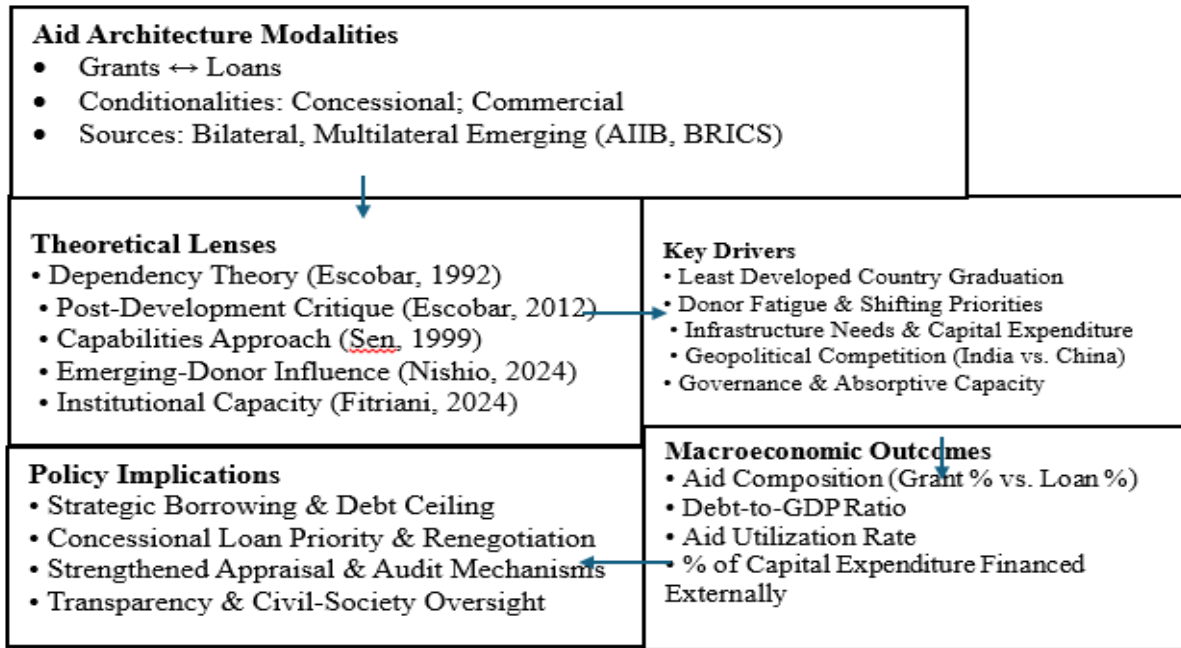 Aid Architecture Modalities
• Grants ↔ Loans
• Conditionalities: Concessional; Commercial
• Sources: Bilateral, Multilateral Emerging (AIIB, BRICS)
Theoretical Lenses
• Dependency Theory (Escobar, 1992)
• Post-Development Critique (Escobar, 2012)
• Capabilities Approach (Sen, 1999)
• Emerging-Donor Influence (Nishio, 2024)
• Institutional Capacity (Fitriani, 2024)
Key Drivers
• Least Developed Country Graduation
• Donor Fatigue & Shifting Priorities
• Infrastructure Needs & Capital Expenditure
• Geopolitical Competition (India vs. China)
• Governance & Absorptive Capacity
Policy Implications
• Strategic Borrowing & Debt Ceiling
• Concessional Loan Priority & Renegotiation
• Strengthened Appraisal & Audit Mechanisms
• Transparency & Civil-Society Oversight
Macroeconomic Outcomes
• Aid Composition (Grant % vs. Loan %)
• Debt-to-GDP Ratio
• Aid Utilization Rate
• % of Capital Expenditure Financed
Externally